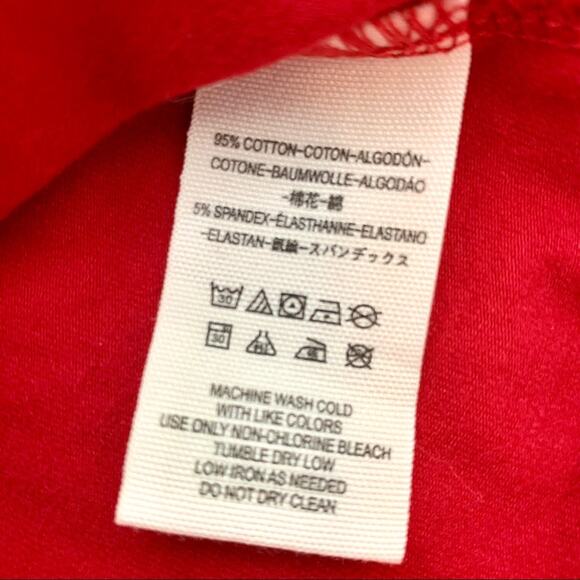 95% COTTON-COTON-ALGODÓN-
COTONE-BAUMWOLLE-ALGODÃO
-棉花-綿
5% SPANDEX-ÉLASTHANNE-ELASTANO
-ELASTAN-氨綸-スパンデックス
30
30
MACHINE WASH COLD
WITH LIKE COLORS
USE ONLY NON-CHLORINE BLEACH
TUMBLE DRY LOW
LOW IRON AS NEEDED
DO NOT DRY CLEAN